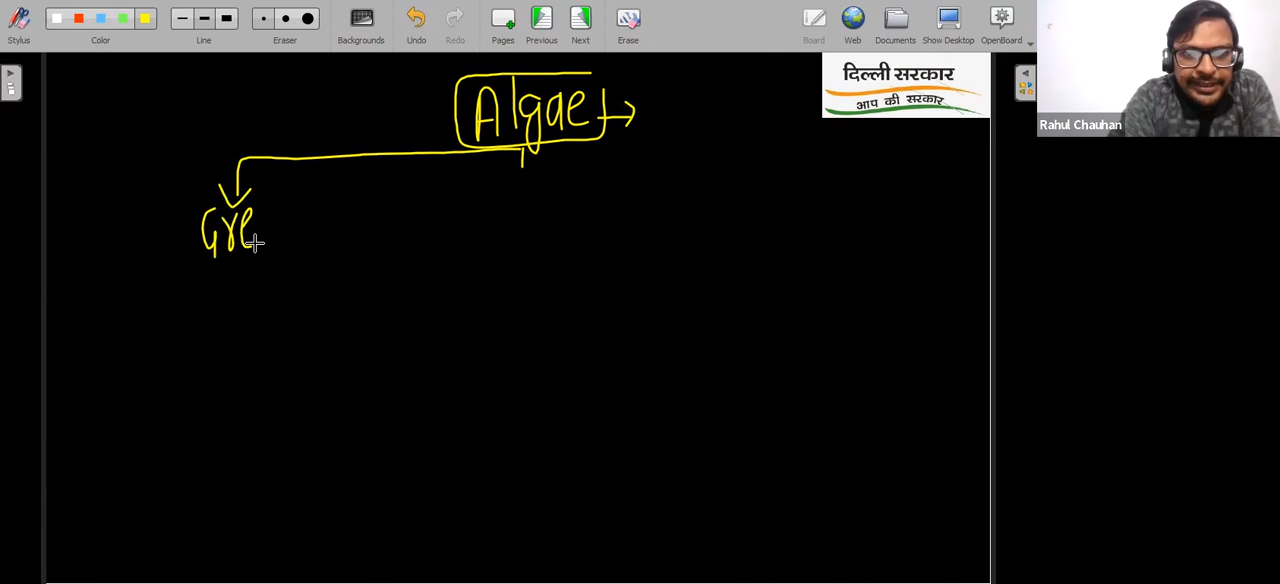 Stylus Color Line Eraser Backgrounds Undo Redo Pages Previous Next Erase Board Web Documents Show Desktop OpenBoard
दिल्ली सरकार
आप की सरकार
Algae
Rahul Chauhan
Gre